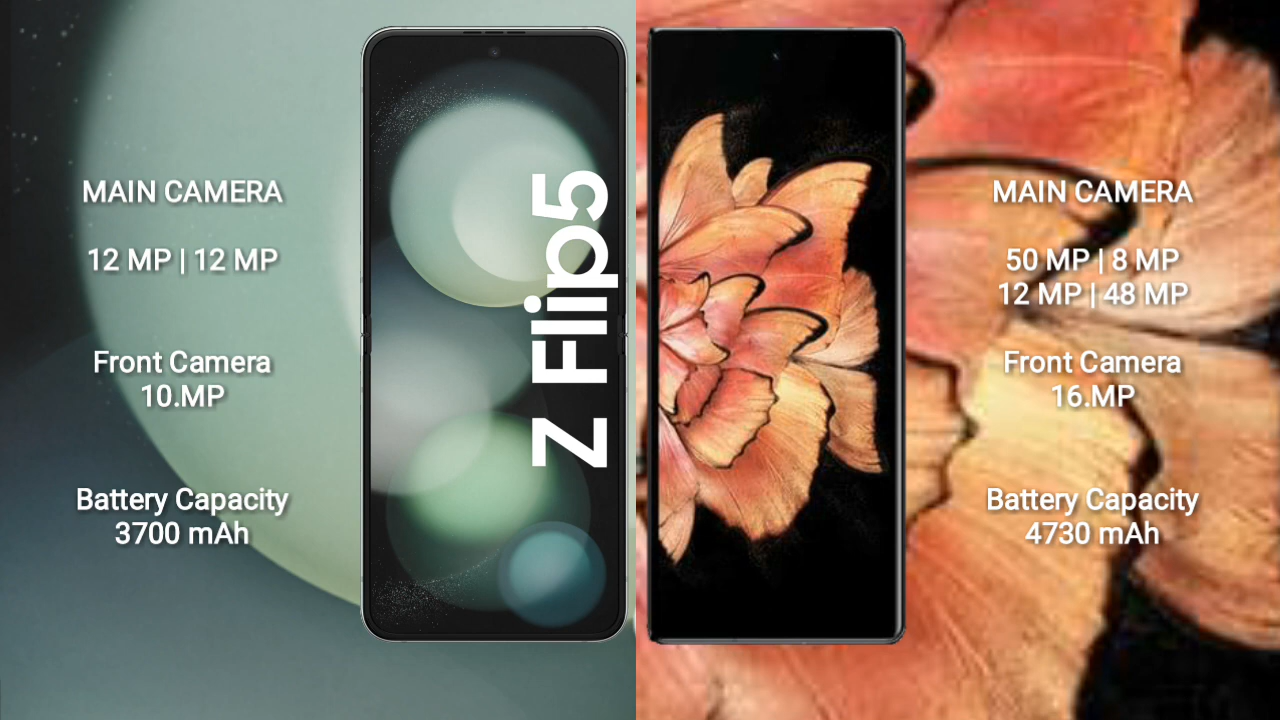 MAIN CAMERA
12 MP | 12 MP
Front Camera
10.MP
Battery Capacity
3700 mAh
Z Flip5
MAIN CAMERA
50 MP | 8 MP
12 MP | 48 MP
Front Camera
16.MP
Battery Capacity
4730 mAh